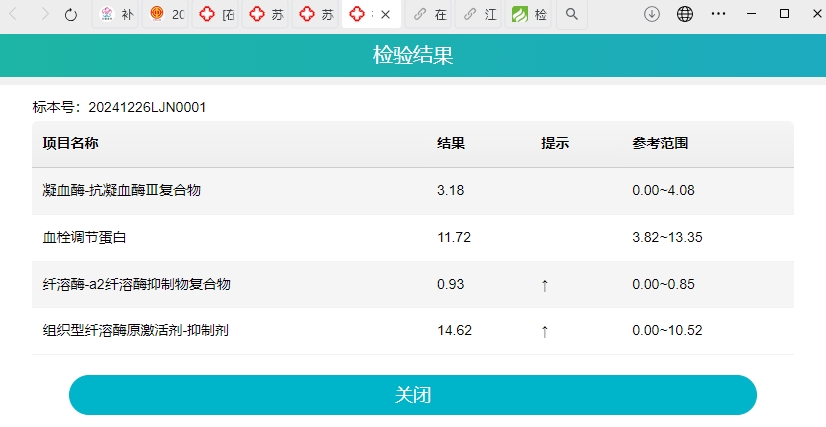 补
20
[在
苏
苏
在
江
检
检验结果
标本号：20241226LJN0001
项目名称 结果 提示 参考范围
凝血酶-抗凝血酶Ⅲ复合物 3.18 0.00~4.08
血栓调节蛋白 11.72 3.82~13.35
纤溶酶-a2纤溶酶抑制物复合物 0.93 ↑ 0.00~0.85
组织型纤溶酶原激活剂-抑制剂 14.62 ↑ 0.00~10.52
关闭